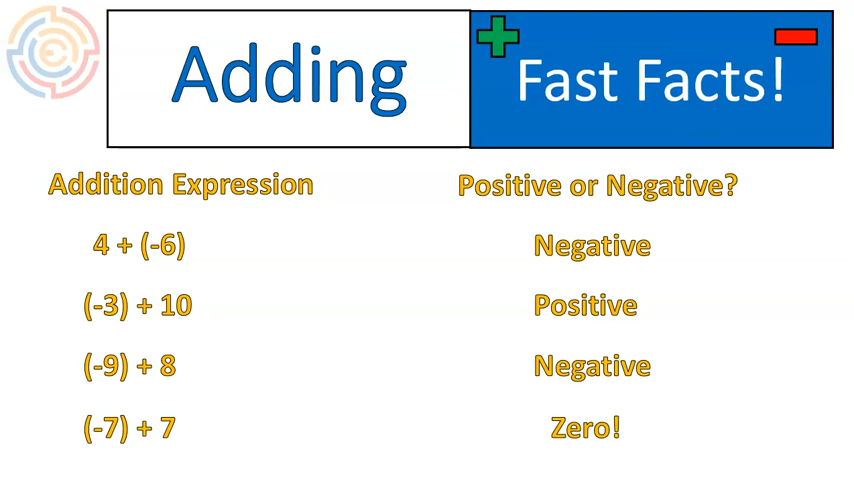 Adding
Fast Facts!
Addition Expression
Positive or Negative?
4 + (-6)
Negative
(-3) + 10
Positive
(-9) + 8
Negative
(-7) + 7
Zero!